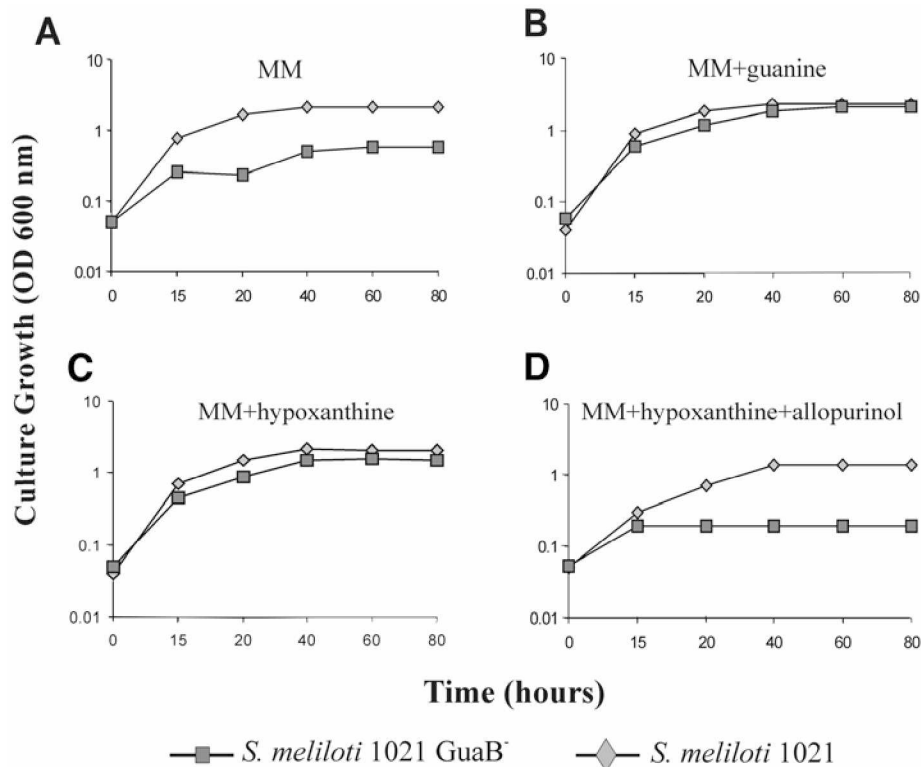 A
MM
10
1
0.1
0.01
0 15 20 40 60 80
B
MM+guanine
10
1
0.1
0.01
0 15 20 40 60 80
Culture Growth (OD 600 nm)
C
MM+hypoxanthine
10
1
0.1
0.01
0 15 20 40 60 80
D
MM+hypoxanthine+allopurinol
10
1
0.1
0.01
0 15 20 40 60 80
Time (hours)
S. meliloti 1021 GuaB- S. meliloti 1021